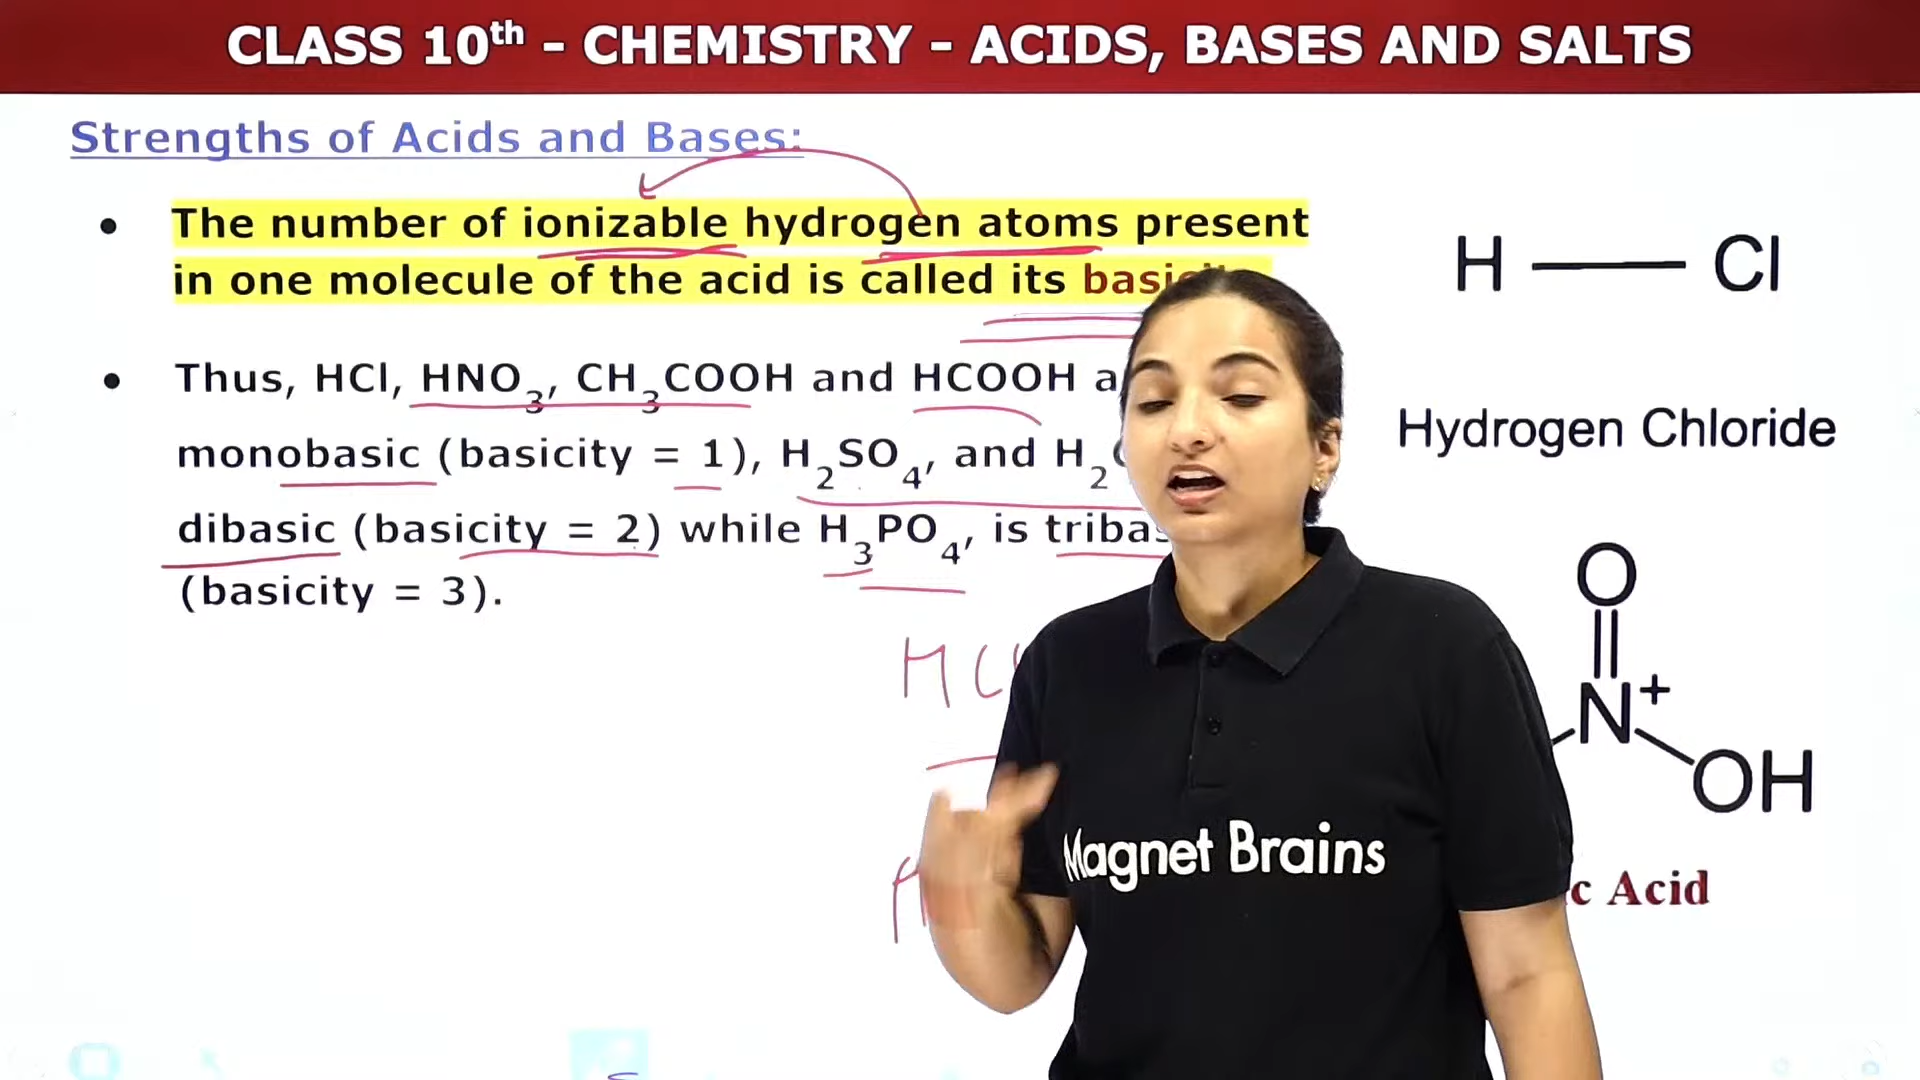 CLASS 10th - CHEMISTRY - ACIDS, BASES AND SALTS
Strengths of Acids and Bases:
• The number of ionizable hydrogen atoms present
in one molecule of the acid is called its
• Thus, HCl, HNO3, CH3COOH and HCOOH
monobasic (basicity = 1), H2SO4, and
dibasic (basicity = 2) while H3PO4, is
(basicity = 3).
H — Cl
Hydrogen Chloride
O
N+
OH
Acid
Magnet Brains